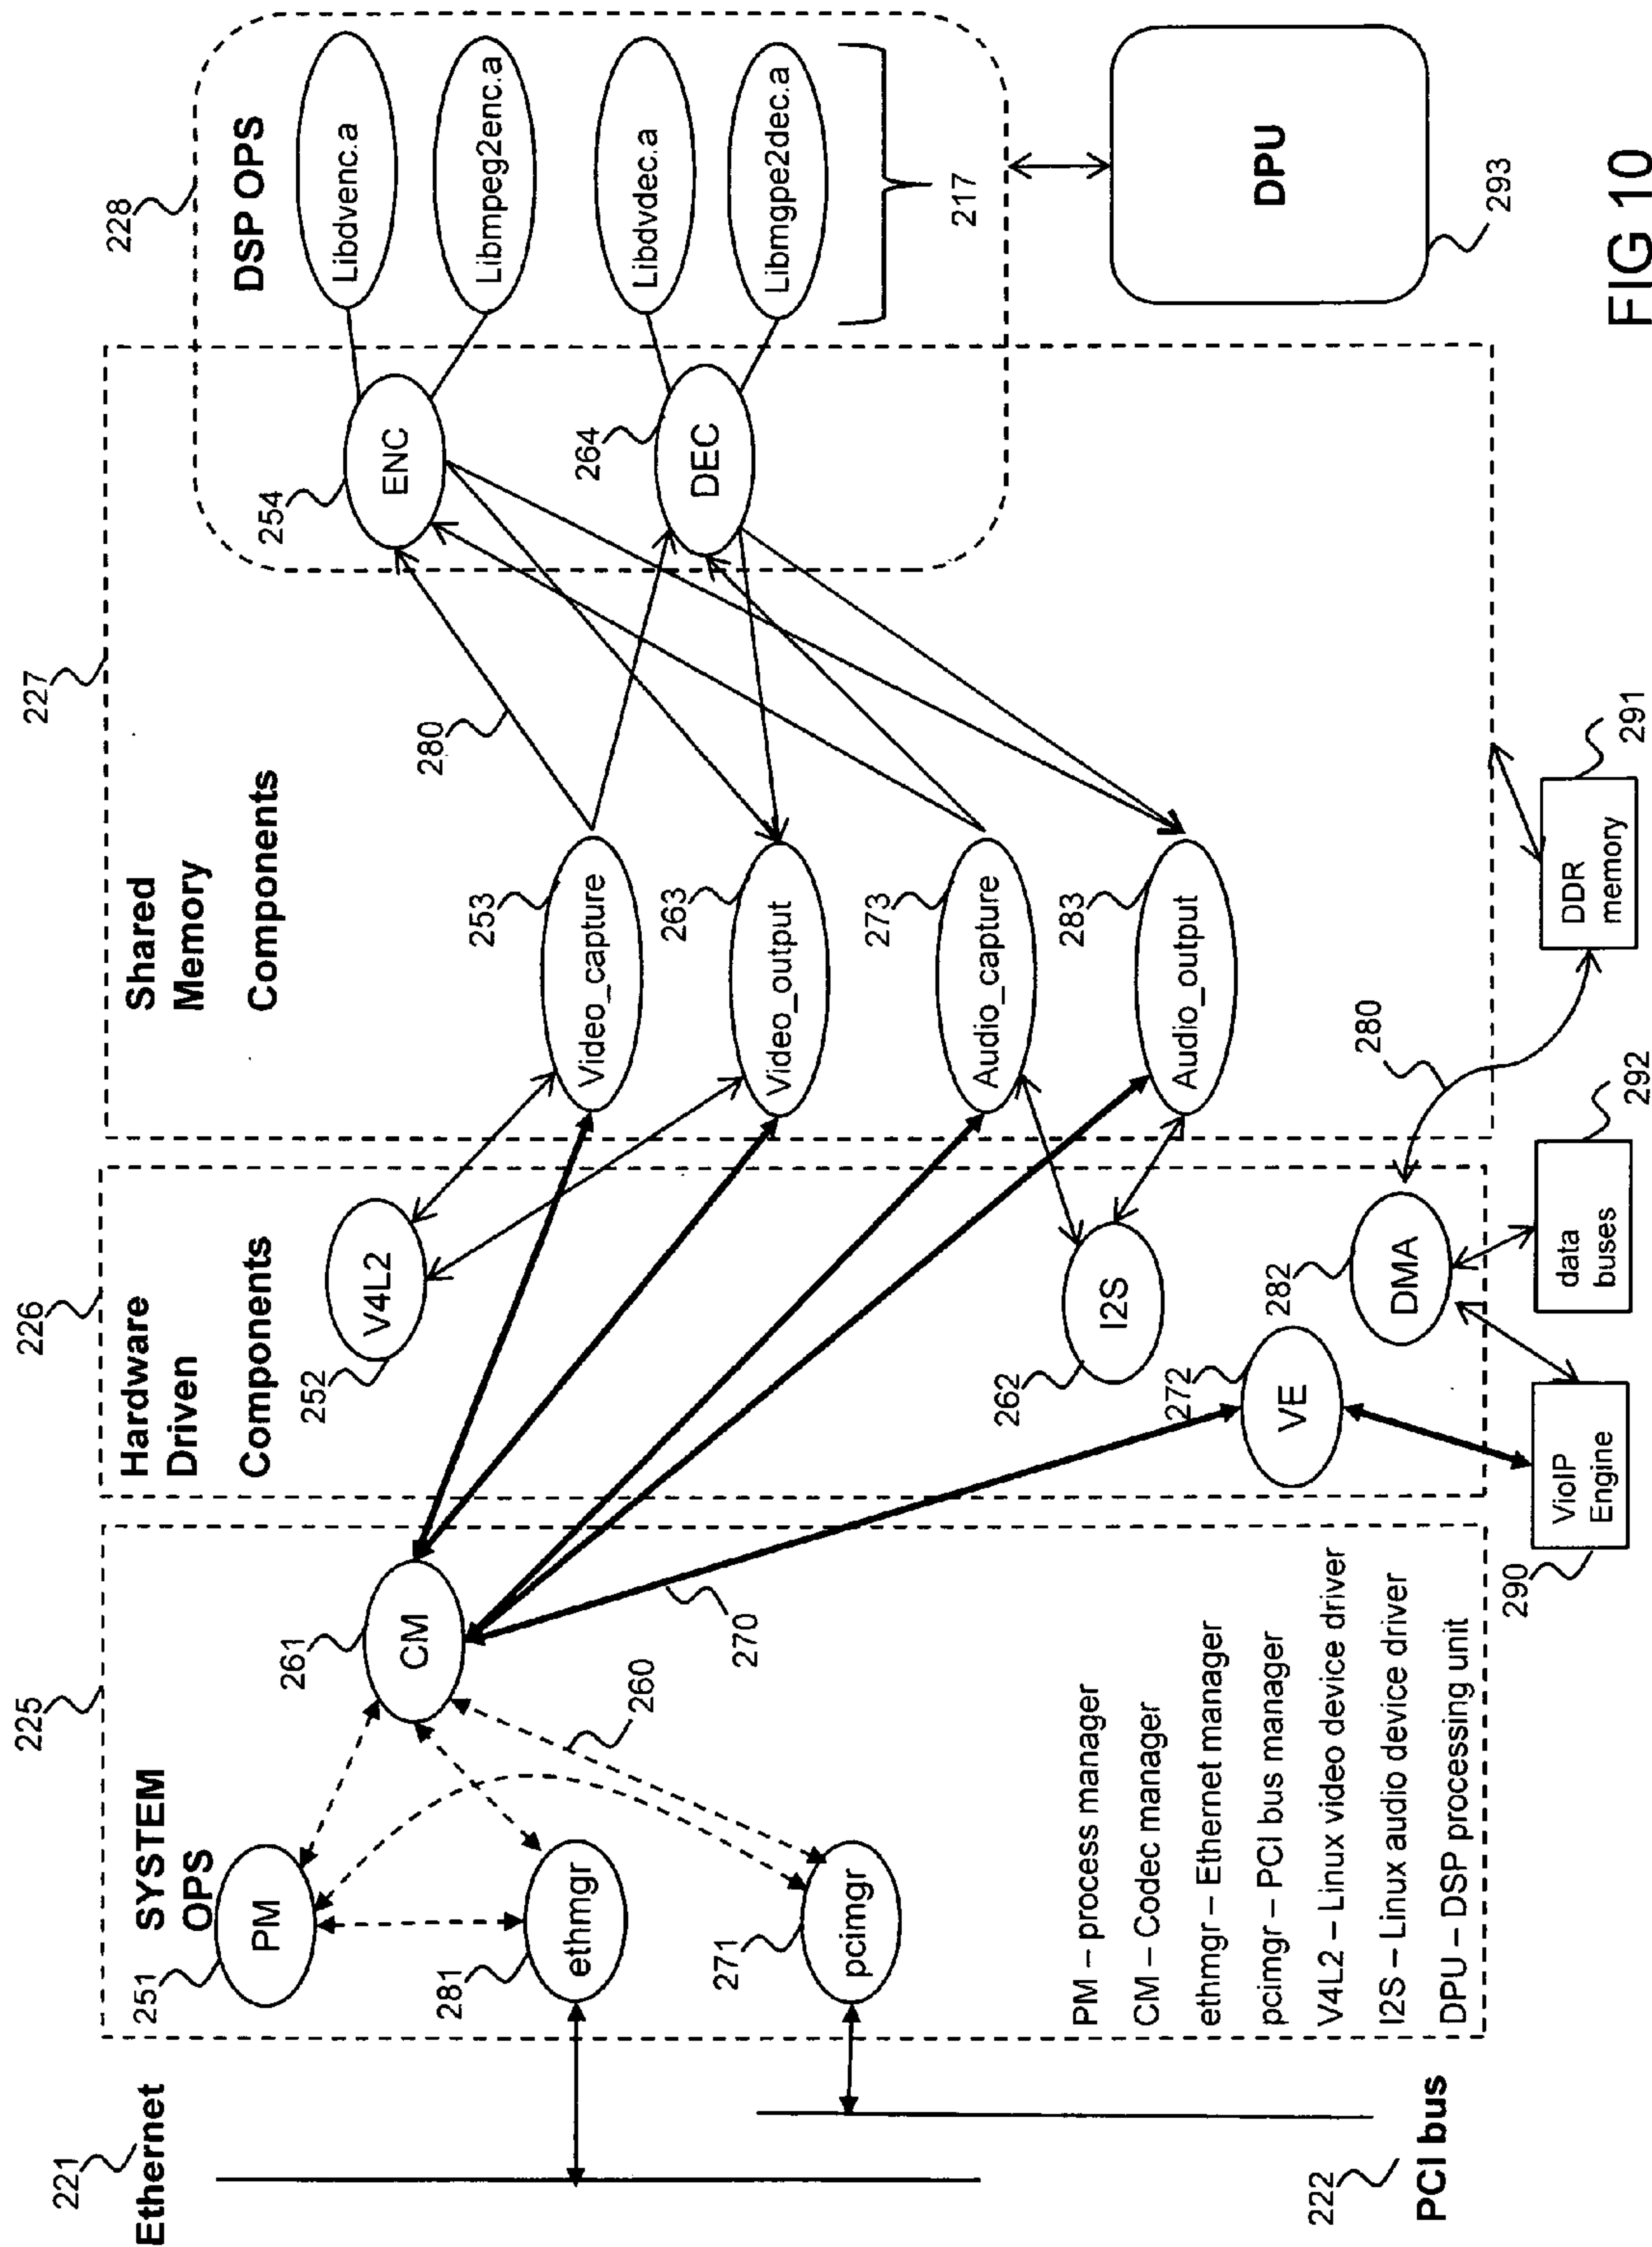 221
Ethernet
222
PCI bus
225
SYSTEM
OPS
251
PM
281
ethmgr
271
pcimgr
261
CM
260
270
PM – process manager
CM – Codec manager
ethmgr – Ethernet manager
pcimgr – PCI bus manager
V4L2 – Linux video device driver
I2S – Linux audio device driver
DPU – DSP processing unit
226
Hardware
Driven
Components
252
V4L2
262
I2S
272
VE
282
DMA
290
VioIP
Engine
292
data
buses
227
Shared
Memory
Components
280
253
Video_capture
263
Video_output
273
Audio_capture
283
Audio_output
280
291
DDR
memory
228
DSP OPS
254
ENC
264
DEC
Libdvenc.a
Libmpeg2enc.a
Libdvdec.a
Libmgpe2dec.a
217
DPU
293
FIG 10